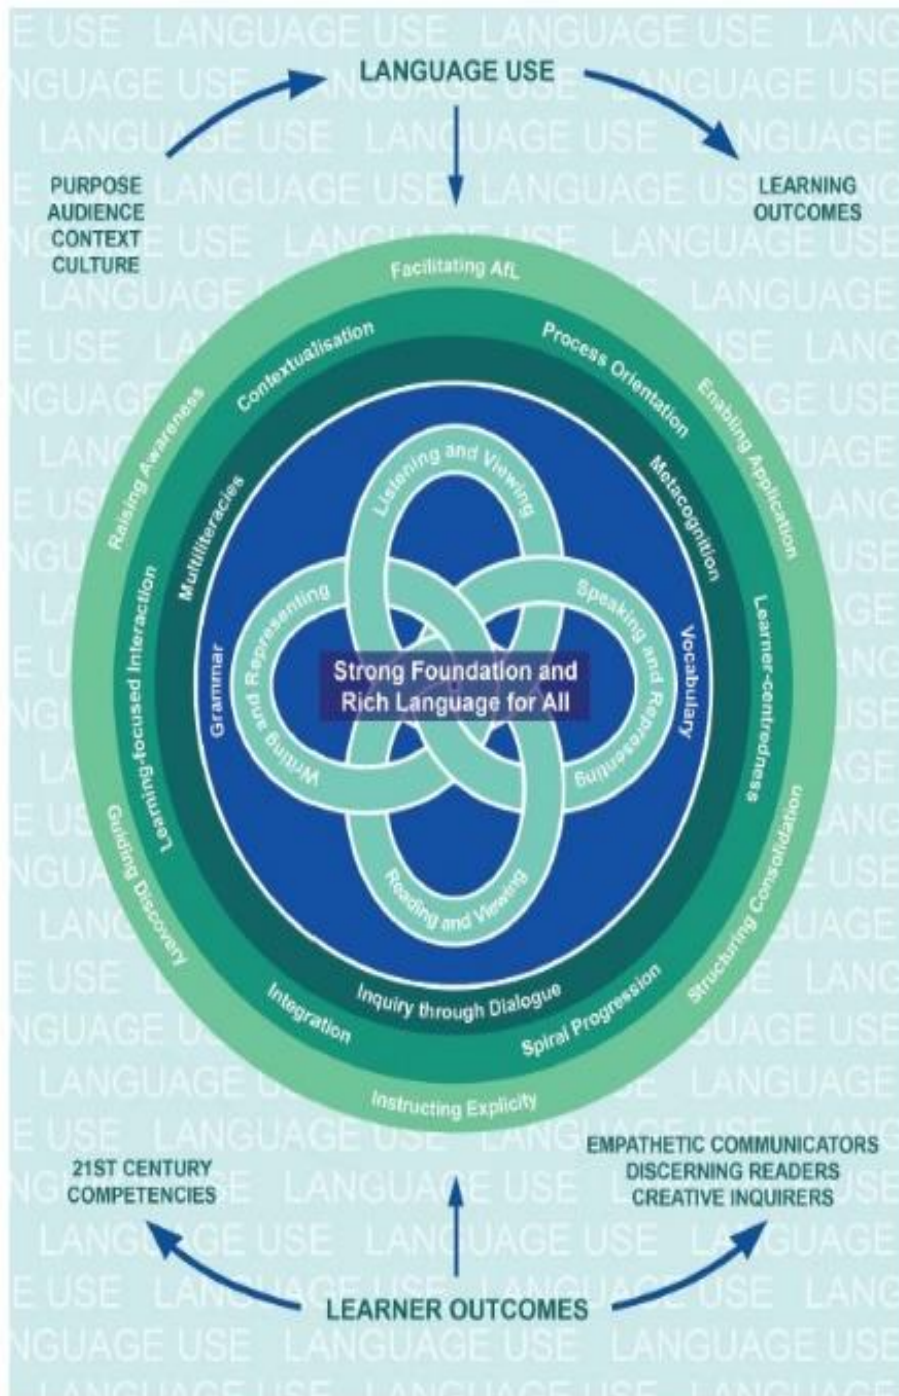 LANGUAGE USE
PURPOSE
AUDIENCE
CONTEXT
CULTURE
LEARNING
OUTCOMES
Facilitating AfL
Raising Awareness
Enabling Application
Guiding Discovery
Structuring Consolidation
Instructing Explicity
Contextualisation
Process Orientation
Learning-focused Interaction
Learner-centredness
Integration
Spiral Progression
Multiliteracies
Metacognition
Inquiry through Dialogue
Grammar
Vocabulary
Listening and Viewing
Writing and Representing
Speaking and Representing
Reading and Viewing
Strong Foundation and
Rich Language for All
21ST CENTURY
COMPETENCIES
EMPATHETIC COMMUNICATORS
DISCERNING READERS
CREATIVE INQUIRERS
LEARNER OUTCOMES